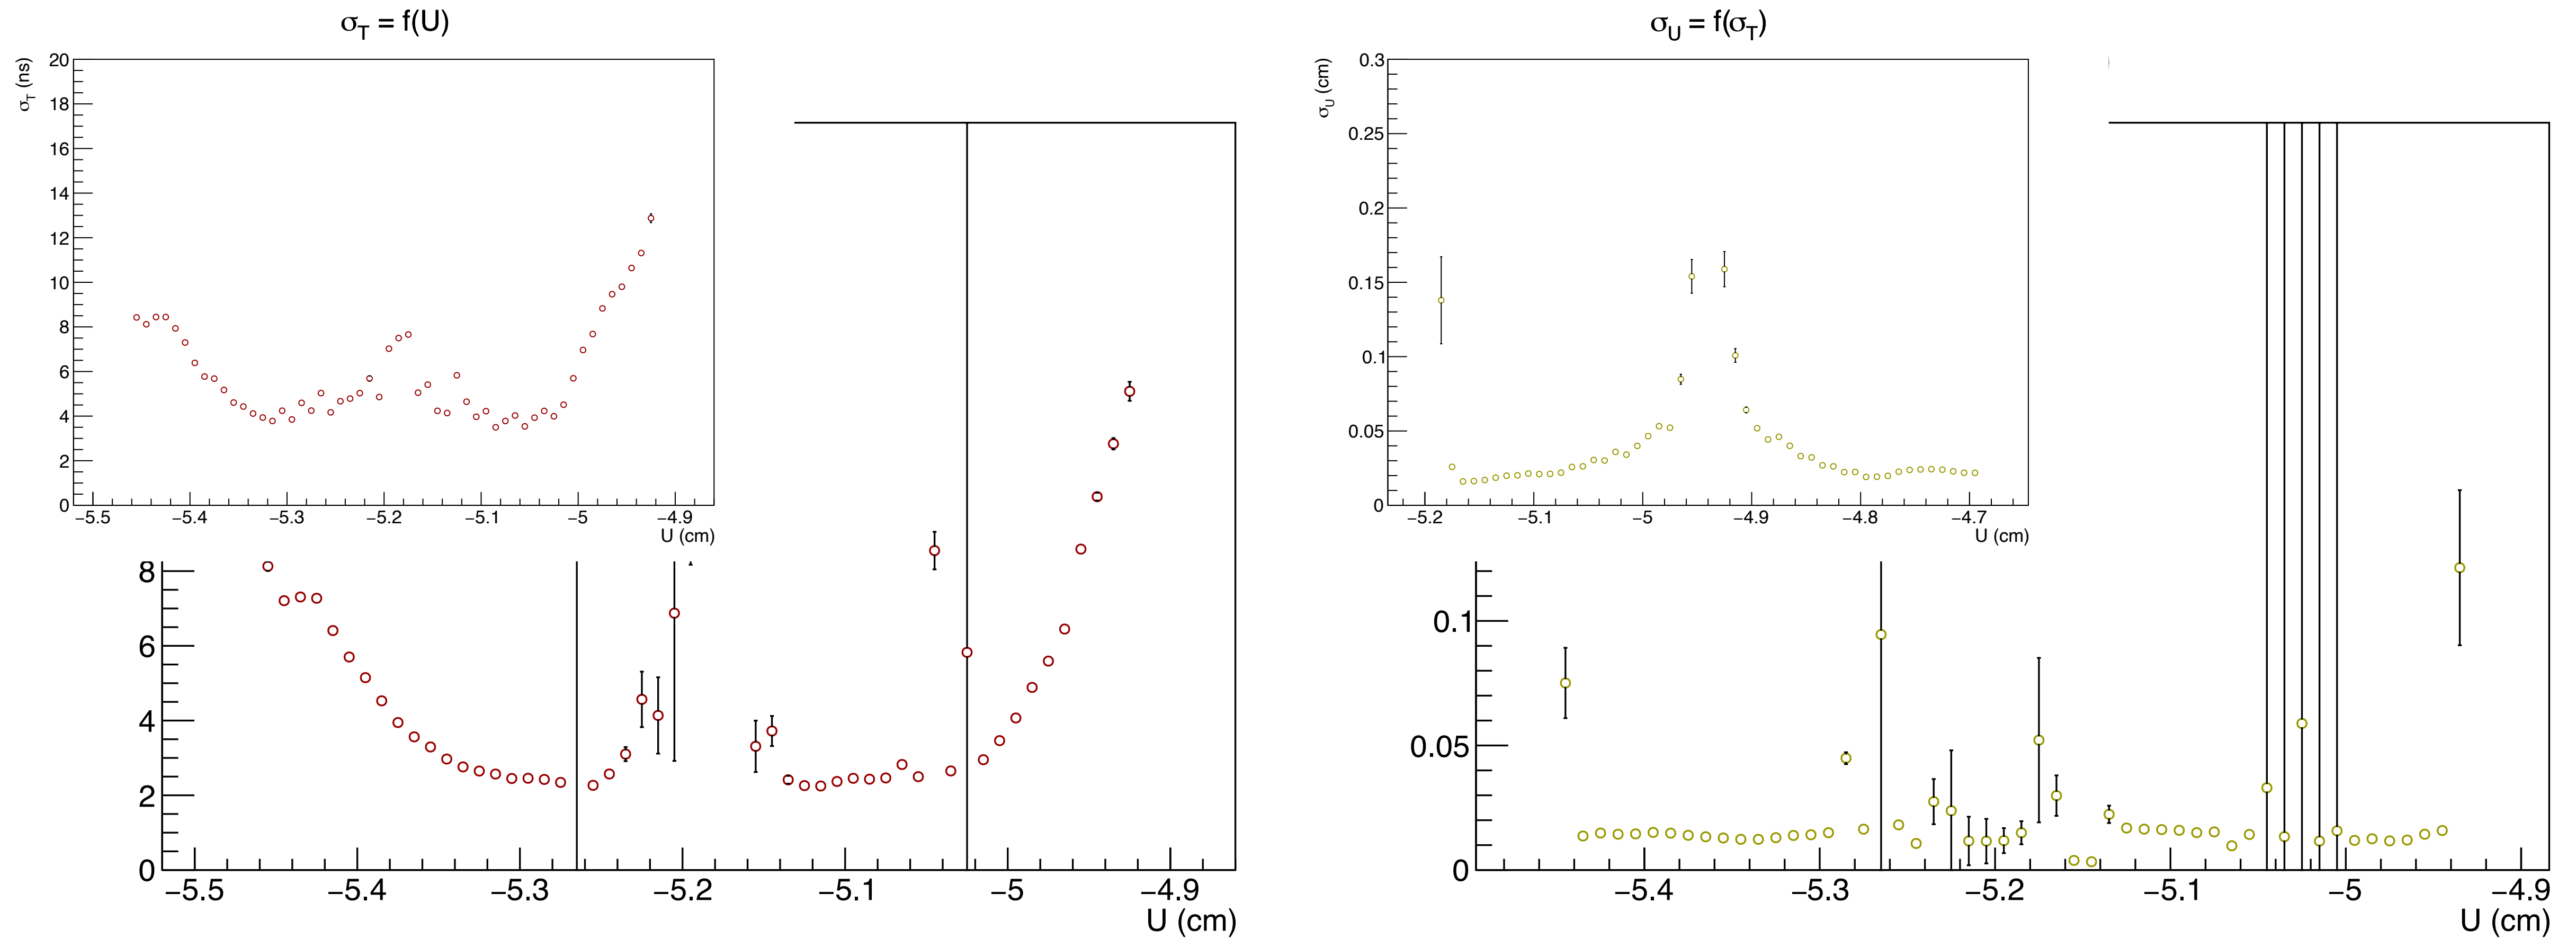 σT = f(U)
σT (ns)
20
18
16
14
12
10
8
6
4
2
0
−5.5 −5.4 −5.3 −5.2 −5.1 −5 −4.9
U (cm)
8
6
4
2
0
−5.5 −5.4 −5.3 −5.2 −5.1 −5 −4.9
U (cm)
σU = f(σT)
σU (cm)
0.3
0.25
0.2
0.15
0.1
0.05
0
−5.2 −5.1 −5 −4.9 −4.8 −4.7
U (cm)
0.1
0.05
0
−5.4 −5.3 −5.2 −5.1 −5 −4.9
U (cm)